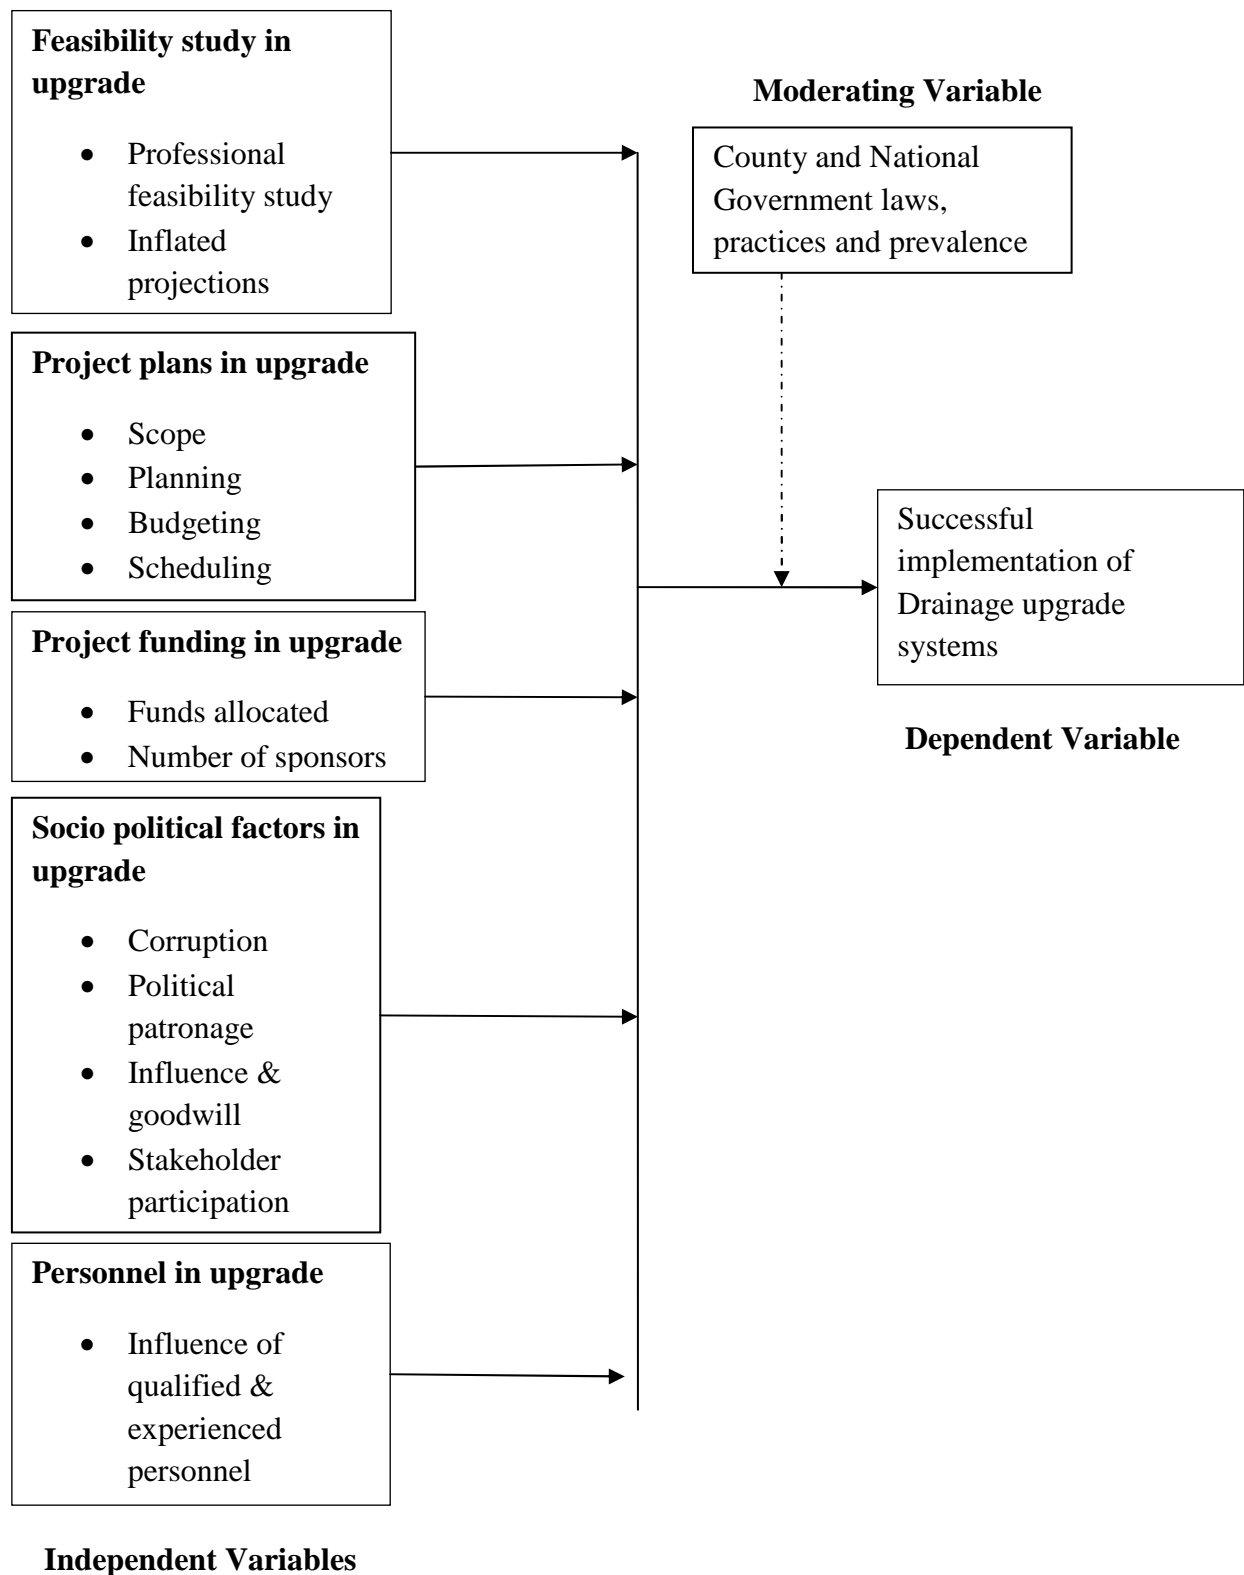 Feasibility study in
upgrade
• Professional
feasibility study
• Inflated
projections
Project plans in upgrade
• Scope
• Planning
• Budgeting
• Scheduling
Project funding in upgrade
• Funds allocated
• Number of sponsors
Socio political factors in
upgrade
• Corruption
• Political
patronage
• Influence &
goodwill
• Stakeholder
participation
Personnel in upgrade
• Influence of
qualified &
experienced
personnel
Independent Variables
Moderating Variable
County and National
Government laws,
practices and prevalence
Successful
implementation of
Drainage upgrade
systems
Dependent Variable